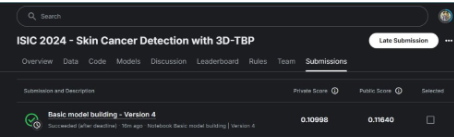 Search
ISIC 2024 - Skin Cancer Detection with 3D-TBP
Late Submission
Overview Data Code Models Discussion Leaderboard Rules Team Submissions
Submission and Description Private Score Public Score Selected
Basic model building - Version 4
Succeeded (after deadline) · 10m ago · Notebook Basic model building | Version 4
0.10998 0.11640